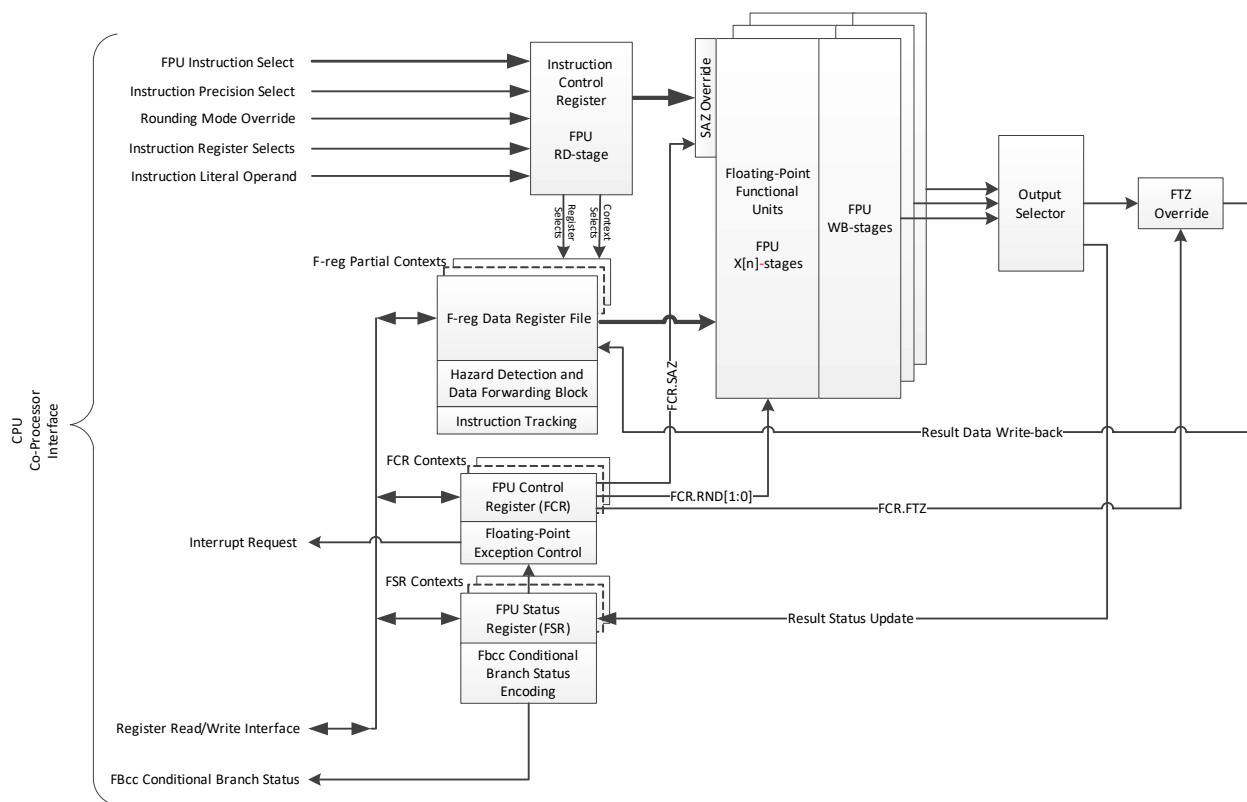 FPU Instruction Select
Instruction Precision Select
Rounding Mode Override
Instruction Register Selects
Instruction Literal Operand
Instruction
Control
Register
FPU
RD-stage
Register
Selects
Context
Selects
SAZ Override
Floating-Point
Functional
Units
FPU
X[n]-stages
FPU
WB-stages
Output
Selector
FTZ
Override
F-reg Partial Contexts
F-reg Data Register File
Hazard Detection and
Data Forwarding Block
Instruction Tracking
FCR.SAZ
Result Data Write-back
CPU
Co-Processor
Interface
FCR Contexts
FPU Control
Register (FCR)
Floating-Point
Exception Control
FCR.RND[1:0]
FCR.FTZ
Interrupt Request
FSR Contexts
FPU Status
Register (FSR)
Fbcc Conditional
Branch Status
Encoding
Result Status Update
Register Read/Write Interface
FBcc Conditional Branch Status